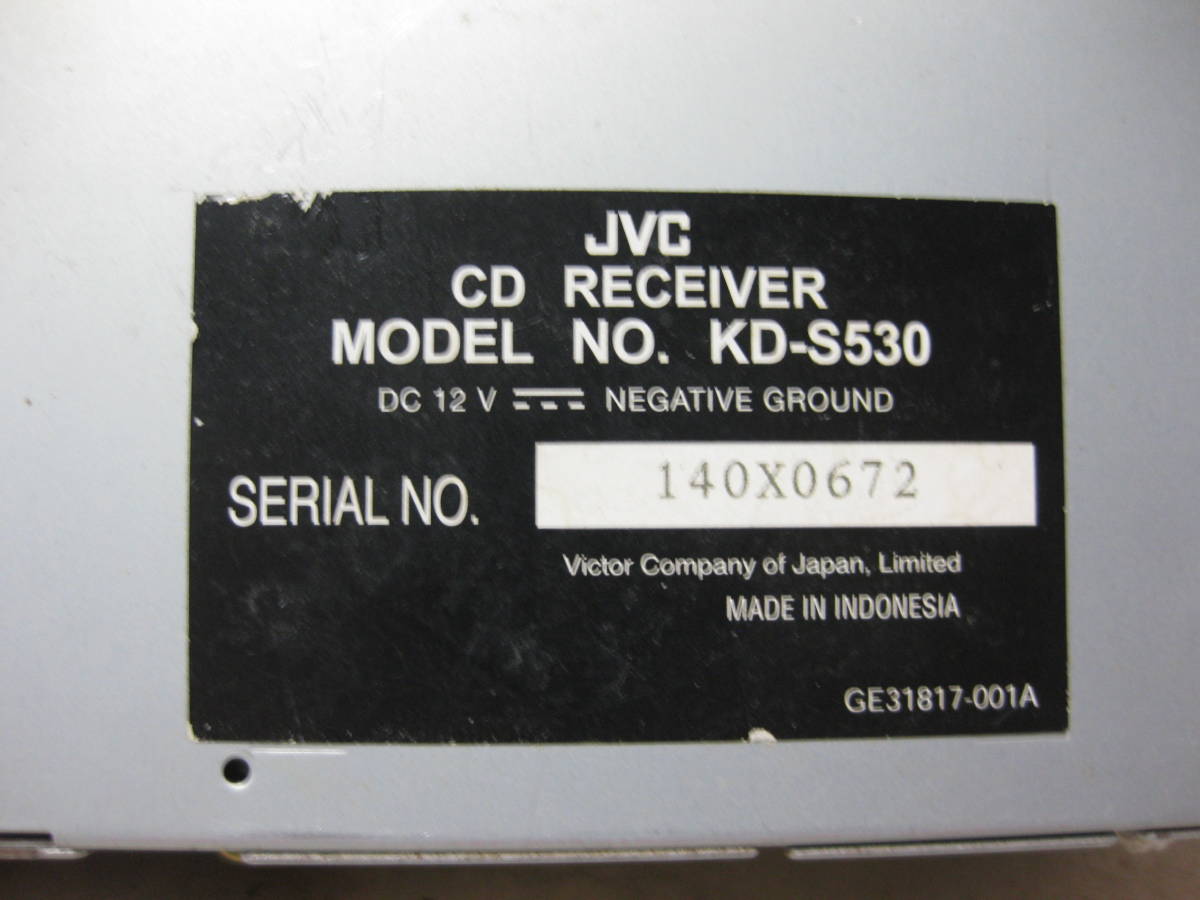 JVC
CD RECEIVER
MODEL NO. KD-S530
DC 12 V NEGATIVE GROUND
SERIAL NO. 140X0672
Victor Company of Japan, Limited
MADE IN INDONESIA
GE31817-001A